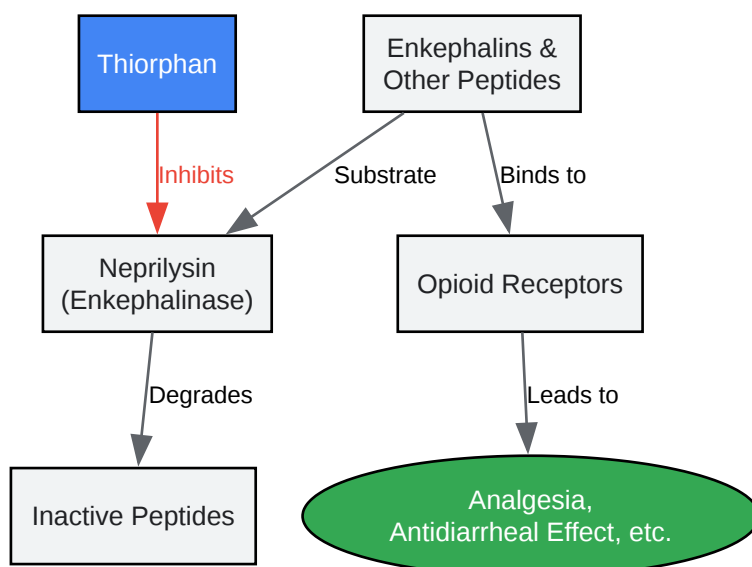 Thiorphan
Enkephalins &
Other Peptides
Inhibits
Substrate
Binds to
Neprilysin
(Enkephalinase)
Opioid Receptors
Degrades
Leads to
Inactive Peptides
Analgesia,
Antidiarrheal Effect, etc.